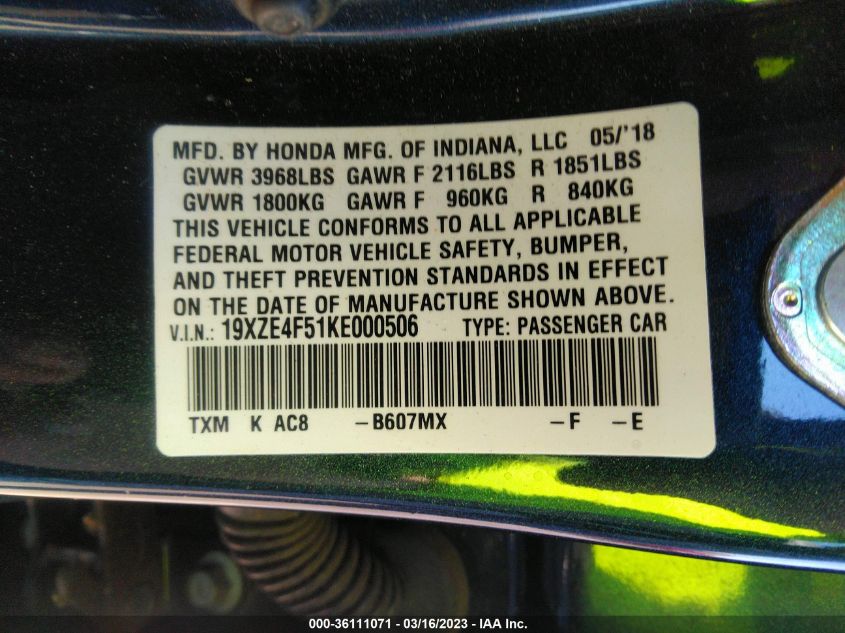 MFD. BY HONDA MFG. OF INDIANA, LLC 05/'18
GVWR 3968LBS GAWR F 2116LBS R 1851LBS
GVWR 1800KG GAWR F 960KG R 840KG
THIS VEHICLE CONFORMS TO ALL APPLICABLE
FEDERAL MOTOR VEHICLE SAFETY, BUMPER,
AND THEFT PREVENTION STANDARDS IN EFFECT
ON THE DATE OF MANUFACTURE SHOWN ABOVE.
V.I.N.: 19XZE4F51KE000506 TYPE: PASSENGER CAR
TXM K AC8 -B607MX -F -E
000-36111071 - 03/16/2023 - IAA Inc.